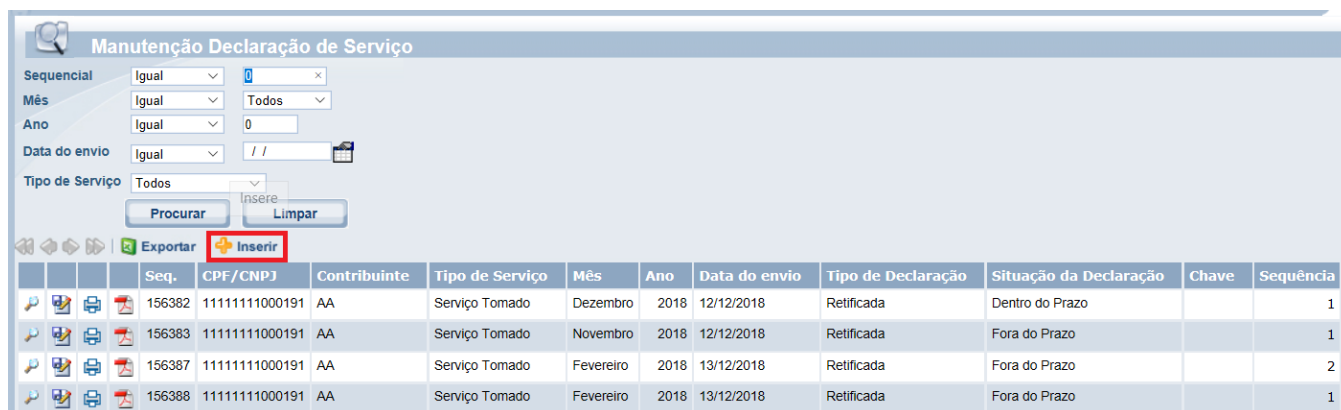 Manutenção Declaração de Serviço
Sequencial Igual 0 ×
Mês Igual Todos
Ano Igual 0
Data do envio Igual / /
Tipo de Serviço Todos
Insere
Procurar Limpar
Exportar Inserir
Seq. CPF/CNPJ Contribuinte Tipo de Serviço Mês Ano Data do envio Tipo de Declaração Situação da Declaração Chave Sequência
156382 11111111000191 AA Serviço Tomado Dezembro 2018 12/12/2018 Retificada Dentro do Prazo 1
156383 11111111000191 AA Serviço Tomado Novembro 2018 12/12/2018 Retificada Fora do Prazo 1
156387 11111111000191 AA Serviço Tomado Fevereiro 2018 13/12/2018 Retificada Fora do Prazo 2
156388 11111111000191 AA Serviço Tomado Fevereiro 2018 13/12/2018 Retificada Fora do Prazo 1